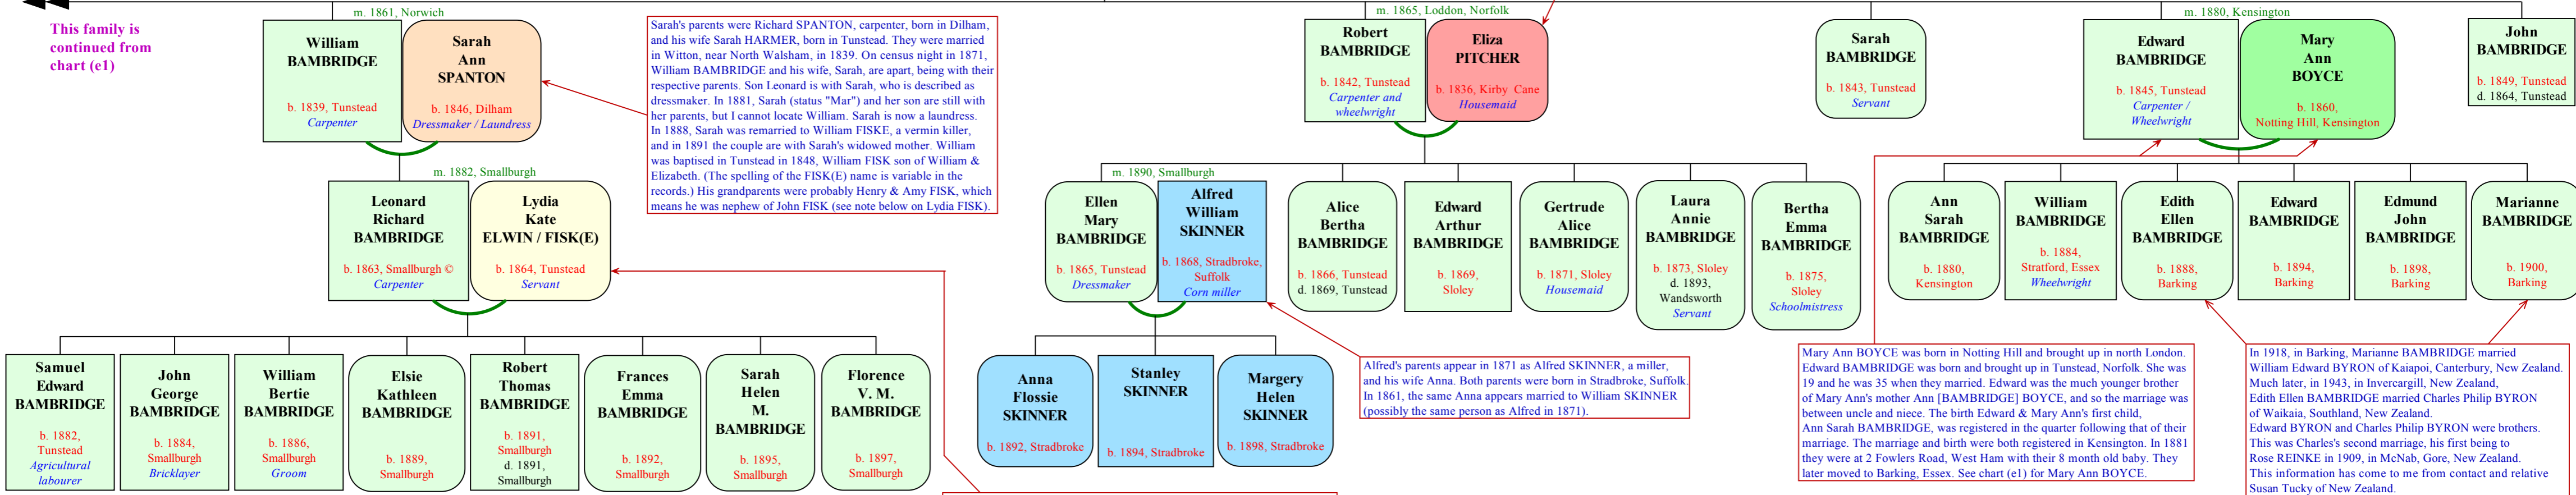 This family is
continued from
chart (e1)
m. 1861, Norwich
William
BAMBRIDGE
b. 1839, Tunstead
Carpenter
Sarah
Ann
SPANTON
b. 1846, Dilham
Dressmaker / Laundress
Sarah's parents were Richard SPANTON, carpenter, born in Dilham,
and his wife Sarah HARMER, born in Tunstead. They were married
in Witton, near North Walsham, in 1839. On census night in 1871,
William BAMBRIDGE and his wife, Sarah, are apart, being with their
respective parents. Son Leonard is with Sarah, who is described as
dressmaker. In 1881, Sarah (status "Mar") and her son are still with
her parents, but I cannot locate William. Sarah is now a laundress.
In 1888, Sarah was remarried to William FISKE, a vermin killer,
and in 1891 the couple are with Sarah's widowed mother. William
was baptised in Tunstead in 1848, William FISK son of William &
Elizabeth. (The spelling of the FISK(E) name is variable in the
records.) His grandparents were probably Henry & Amy FISK, which
means he was nephew of John FISK (see note below on Lydia FISK).
m. 1865, Loddon, Norfolk
Robert
BAMBRIDGE
b. 1842, Tunstead
Carpenter and
wheelwright
Eliza
PITCHER
b. 1836, Kirby Cane
Housemaid
Sarah
BAMBRIDGE
b. 1843, Tunstead
Servant
m. 1880, Kensington
Edward
BAMBRIDGE
b. 1845, Tunstead
Carpenter /
Wheelwright
Mary
Ann
BOYCE
b. 1860,
Notting Hill, Kensington
John
BAMBRIDGE
b. 1849, Tunstead
d. 1864, Tunstead
m. 1882, Smallburgh
Leonard
Richard
BAMBRIDGE
b. 1863, Smallburgh ©
Carpenter
Lydia
Kate
ELWIN / FISK(E)
b. 1864, Tunstead
Servant
m. 1890, Smallburgh
Ellen
Mary
BAMBRIDGE
b. 1865, Tunstead
Dressmaker
Alfred
William
SKINNER
b. 1868, Stradbroke,
Suffolk
Corn miller
Alice
Bertha
BAMBRIDGE
b. 1866, Tunstead
d. 1869, Tunstead
Edward
Arthur
BAMBRIDGE
b. 1869,
Sloley
Gertrude
Alice
BAMBRIDGE
b. 1871, Sloley
Housemaid
Laura
Annie
BAMBRIDGE
b. 1873, Sloley
d. 1893,
Wandsworth
Servant
Bertha
Emma
BAMBRIDGE
b. 1875,
Sloley
Schoolmistress
Ann
Sarah
BAMBRIDGE
b. 1880,
Kensington
William
BAMBRIDGE
b. 1884,
Stratford, Essex
Wheelwright
Edith
Ellen
BAMBRIDGE
b. 1888,
Barking
Edward
BAMBRIDGE
b. 1894,
Barking
Edmund
John
BAMBRIDGE
b. 1898,
Barking
Marianne
BAMBRIDGE
b. 1900,
Barking
Samuel
Edward
BAMBRIDGE
b. 1882,
Tunstead
Agricultural
labourer
John
George
BAMBRIDGE
b. 1884,
Smallburgh
Bricklayer
William
Bertie
BAMBRIDGE
b. 1886,
Smallburgh
Groom
Elsie
Kathleen
BAMBRIDGE
b. 1889,
Smallburgh
Robert
Thomas
BAMBRIDGE
b. 1891,
Smallburgh
d. 1891,
Smallburgh
Frances
Emma
BAMBRIDGE
b. 1892,
Smallburgh
Sarah
Helen
M.
BAMBRIDGE
b. 1895,
Smallburgh
Florence
V. M.
BAMBRIDGE
b. 1897,
Smallburgh
Anna
Flossie
SKINNER
b. 1892, Stradbroke
Stanley
SKINNER
b. 1894, Stradbroke
Margery
Helen
SKINNER
b. 1898, Stradbroke
Alfred's parents appear in 1871 as Alfred SKINNER, a miller,
and his wife Anna. Both parents were born in Stradbroke, Suffolk.
In 1861, the same Anna appears married to William SKINNER
(possibly the same person as Alfred in 1871).
Mary Ann BOYCE was born in Notting Hill and brought up in north London.
Edward BAMBRIDGE was born and brought up in Tunstead, Norfolk. She was
19 and he was 35 when they married. Edward was the much younger brother
of Mary Ann's mother Ann [BAMBRIDGE] BOYCE, and so the marriage was
between uncle and niece. The birth Edward & Mary Ann's first child,
Ann Sarah BAMBRIDGE, was registered in the quarter following that of their
marriage. The marriage and birth were both registered in Kensington. In 1881
they were at 2 Fowlers Road, West Ham with their 8 month old baby. They
later moved to Barking, Essex. See chart (e1) for Mary Ann BOYCE.
In 1918, in Barking, Marianne BAMBRIDGE married
William Edward BYRON of Kaiapoi, Canterbury, New Zealand.
Much later, in 1943, in Invercargill, New Zealand,
Edith Ellen BAMBRIDGE married Charles Philip BYRON
of Waikaia, Southland, New Zealand.
Edward BYRON and Charles Philip BYRON were brothers.
This was Charles's second marriage, his first being to
Rose REINKE in 1909, in McNab, Gore, New Zealand.
This information has come to me from contact and relative
Susan Tucky of New Zealand.